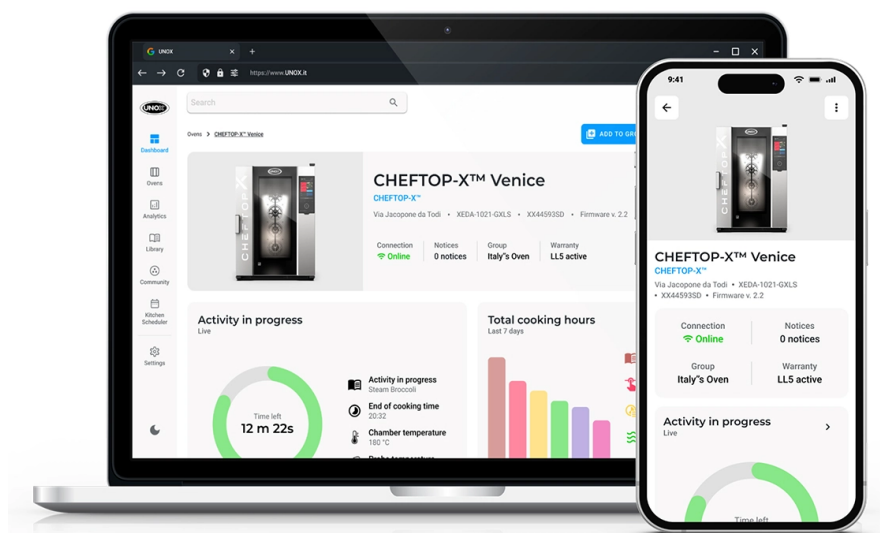 UNOX
https://www.UNOX.it
UNOX
Search
Dashboard
Ovens
Analytics
Library
Community
Kitchen
Scheduler
Settings
Ovens > CHEFTOP-X™ Venice
ADD TO GR
CHEFTOP-X
CHEFTOP-X™ Venice
CHEFTOP-X™
Via Jacopone da Todi • XEDA-1021-GXLS • XX44593SD • Firmware v. 2.2
Connection Notices Group Warranty
Online 0 notices Italy"s Oven LL5 active
Activity in progress
Live
Time left
12 m 22s
Activity in progress
Steam Broccoli
End of cooking time
20:32
Chamber temperature
180 °C
Probe temperature
Total cooking hours
Last 7 days
9:41
CHEFTOP-X
CHEFTOP-X™ Venice
CHEFTOP-X™
Via Jacopone da Todi • XEDA-1021-GXLS
• XX44593SD • Firmware v. 2.2
Connection Notices
Online 0 notices
Group Warranty
Italy"s Oven LL5 active
Activity in progress
Live
Time left